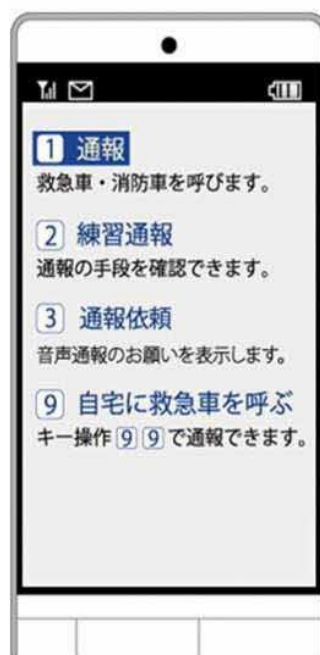 1 通報
救急車・消防車を呼びます。
2 練習通報
通報の手段を確認できます。
3 通報依頼
音声通報のお願いを表示します。
9 自宅に救急車を呼ぶ
キー操作99で通報できます。